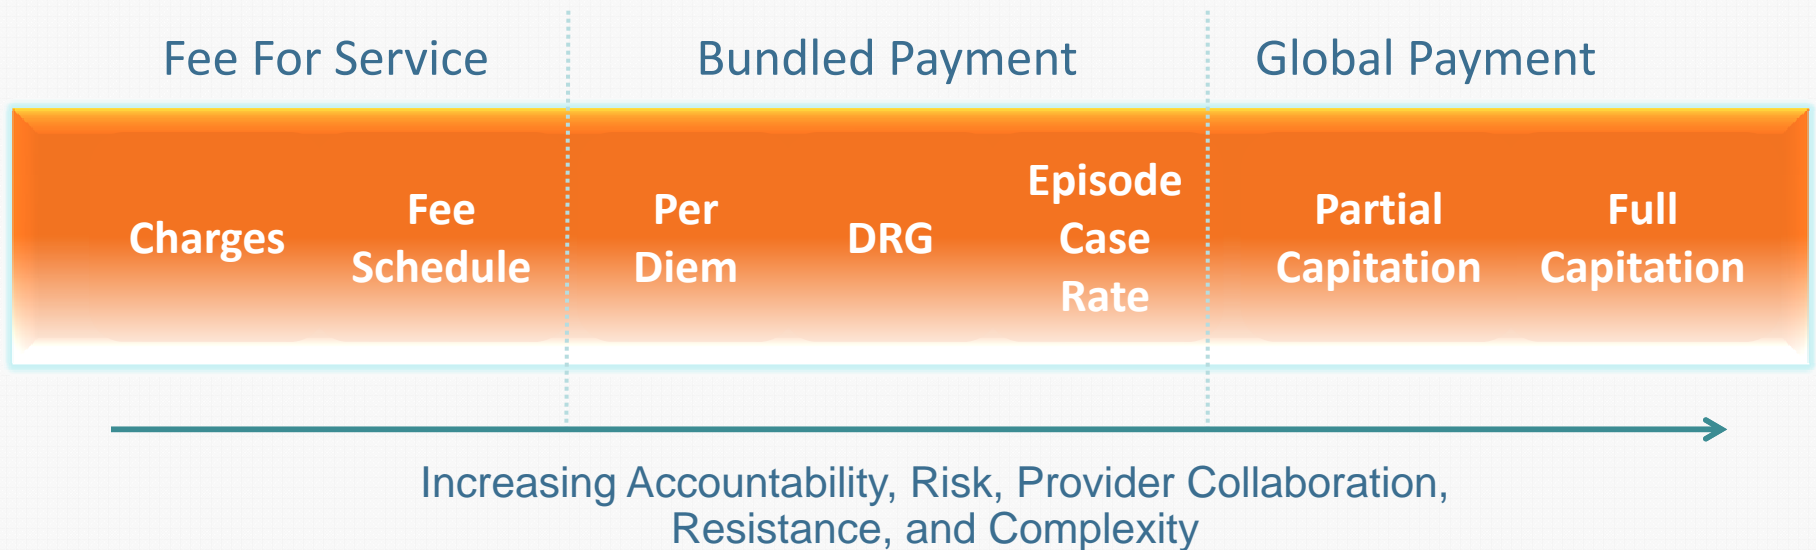 Fee For Service
Bundled Payment
Global Payment
Charges
Fee
Schedule
Per
Diem
DRG
Episode
Case
Rate
Partial
Capitation
Full
Capitation
Increasing Accountability, Risk, Provider Collaboration,
Resistance, and Complexity